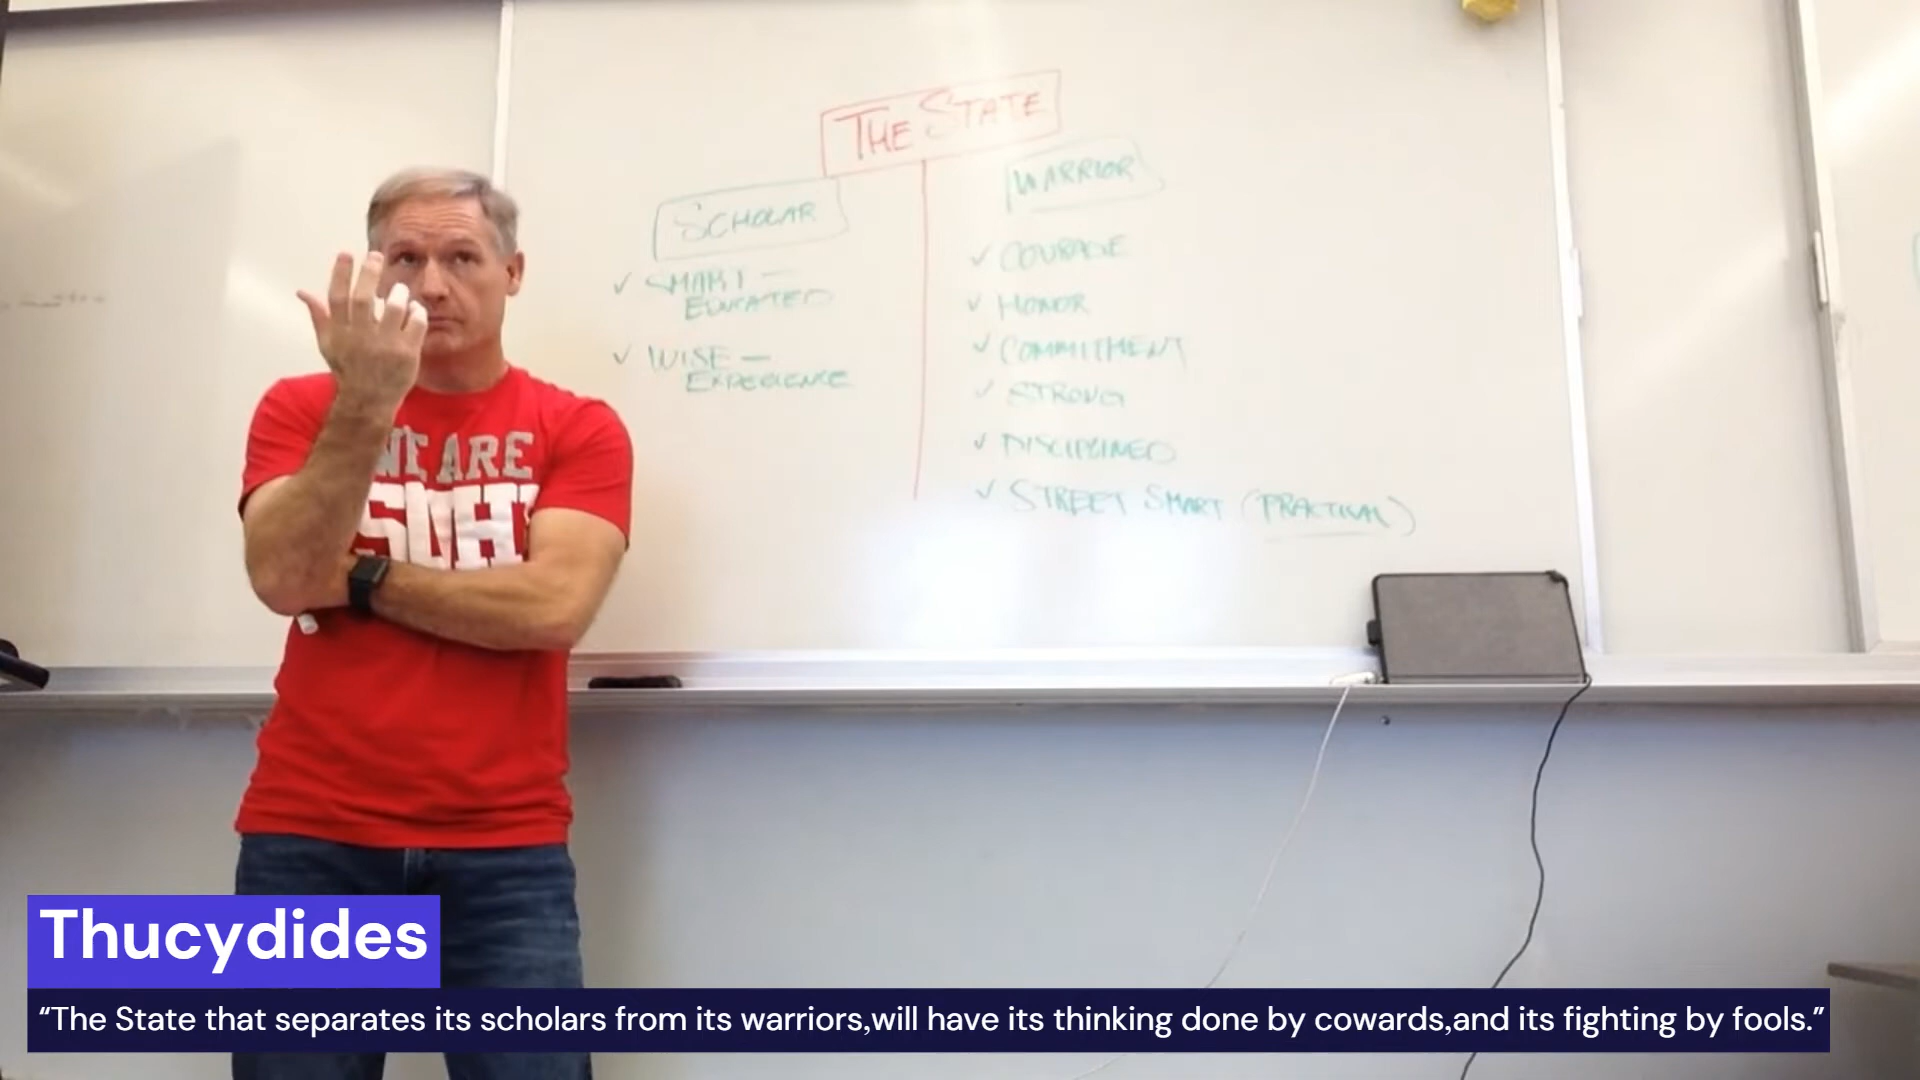 THE STATE
SCHOLAR
✓ SMART —
EDUCATED
✓ WISE —
EXPERIENCE
WARRIOR
✓ COURAGE
✓ HONOR
✓ COMMITMENT
✓ STRONG
✓ DISCIPLINED
✓ STREET SMART (PRACTICAL)
WE ARE
Thucydides
“The State that separates its scholars from its warriors,will have its thinking done by cowards,and its fighting by fools.”